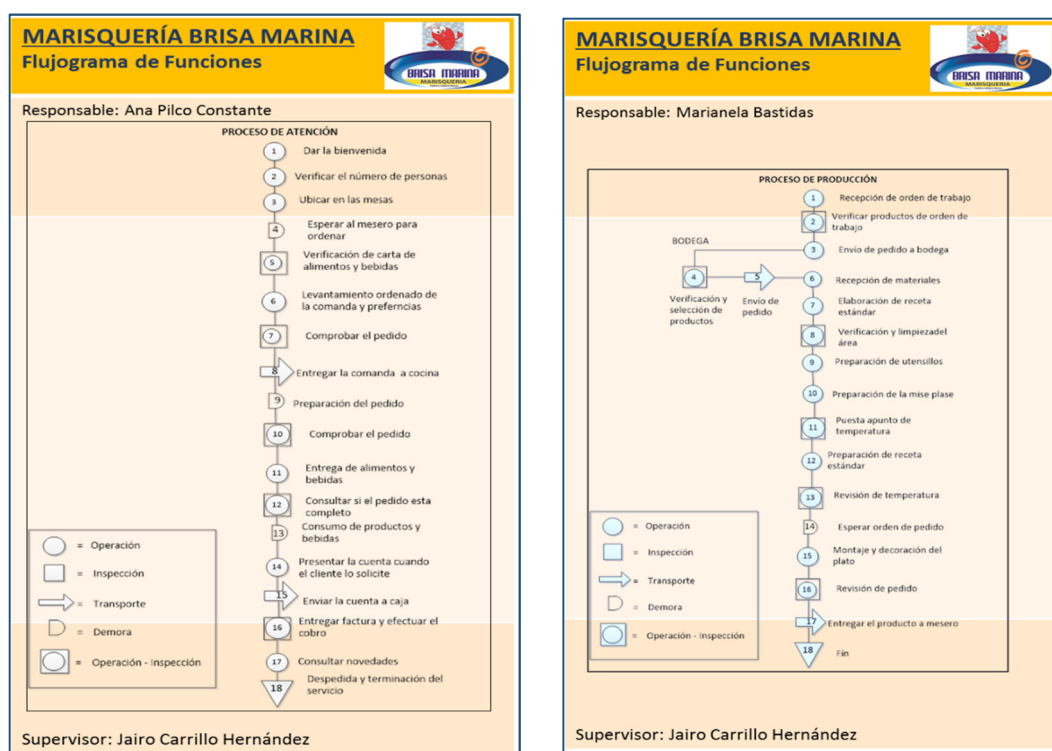 MARISQUERÍA BRISA MARINA
Flujograma de Funciones
BRISA MARINA
MARISQUERIA
Responsable: Ana Pilco Constante
PROCESO DE ATENCIÓN
1 Dar la bienvenida
2 Verificar el número de personas
3 Ubicar en las mesas
4 Esperar al mesero para
ordenar
5 Verificación de carta de
alimentos y bebidas
6 Levantamiento ordenado de
la comanda y preferncias
7 Comprobar el pedido
8 Entregar la comanda a cocina
9 Preparación del pedido
10 Comprobar el pedido
11 Entrega de alimentos y
bebidas
12 Consultar si el pedido esta
completo
13 Consumo de productos y
bebidas
14 Presentar la cuenta cuando
el cliente lo solicite
15 Enviar la cuenta a caja
16 Entregar factura y efectuar el
cobro
17 Consultar novedades
18 Despedida y terminación del
servicio
= Operación
= Inspección
= Transporte
= Demora
= Operación - Inspección
Supervisor: Jairo Carrillo Hernández
MARISQUERÍA BRISA MARINA
Flujograma de Funciones
BRISA MARINA
MARISQUERIA
Responsable: Marianela Bastidas
PROCESO DE PRODUCCIÓN
1 Recepción de orden de trabajo
2 Verificar productos de orden de
trabajo
BODEGA
3 Envío de pedido a bodega
4 Verificación y
selección de
productos
5 Envío de
pedido
6 Recepción de materiales
7 Elaboración de receta
estándar
8 Verificación y limpiezadel
área
9 Preparación de utensillos
10 Preparación de la mise plase
11 Puesta apunto de
temperatura
12 Preparación de receta
estándar
13 Revisión de temperatura
14 Esperar orden de pedido
15 Montaje y decoración del
plato
16 Revisión de pedido
17 Entregar el producto a mesero
18 Fin
= Operación
= Inspección
= Transporte
= Demora
= Operación - Inspección
Supervisor: Jairo Carrillo Hernández